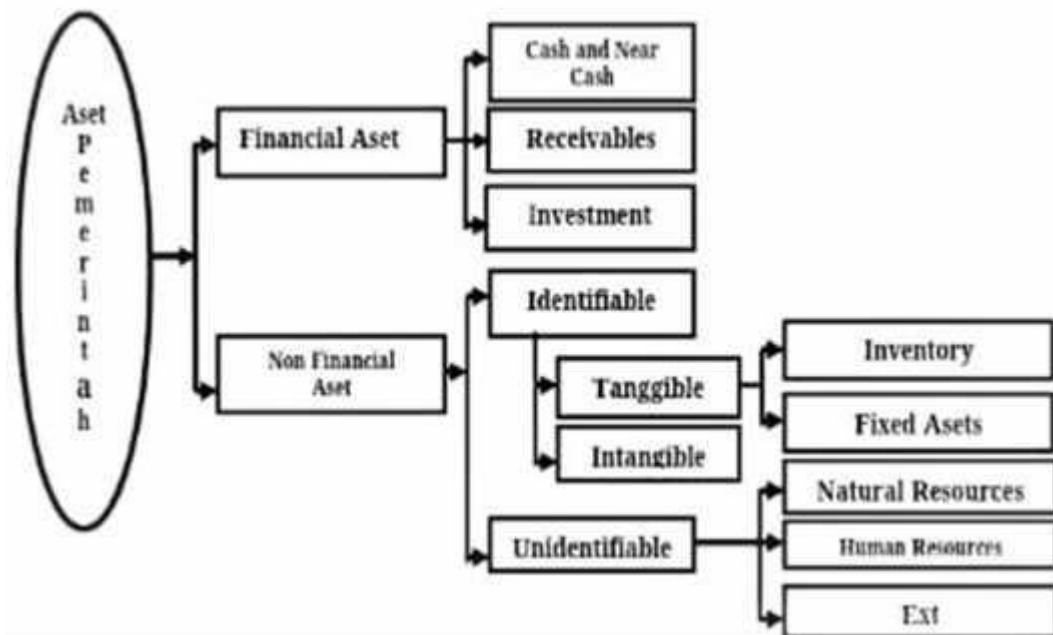 Aset
Pemerintah
Financial Aset
Cash and Near
Cash
Receivables
Investment
Non Financial
Aset
Identifiable
Tanggible
Inventory
Fixed Asets
Intangible
Unidentifiable
Natural Resources
Human Resources
Ext